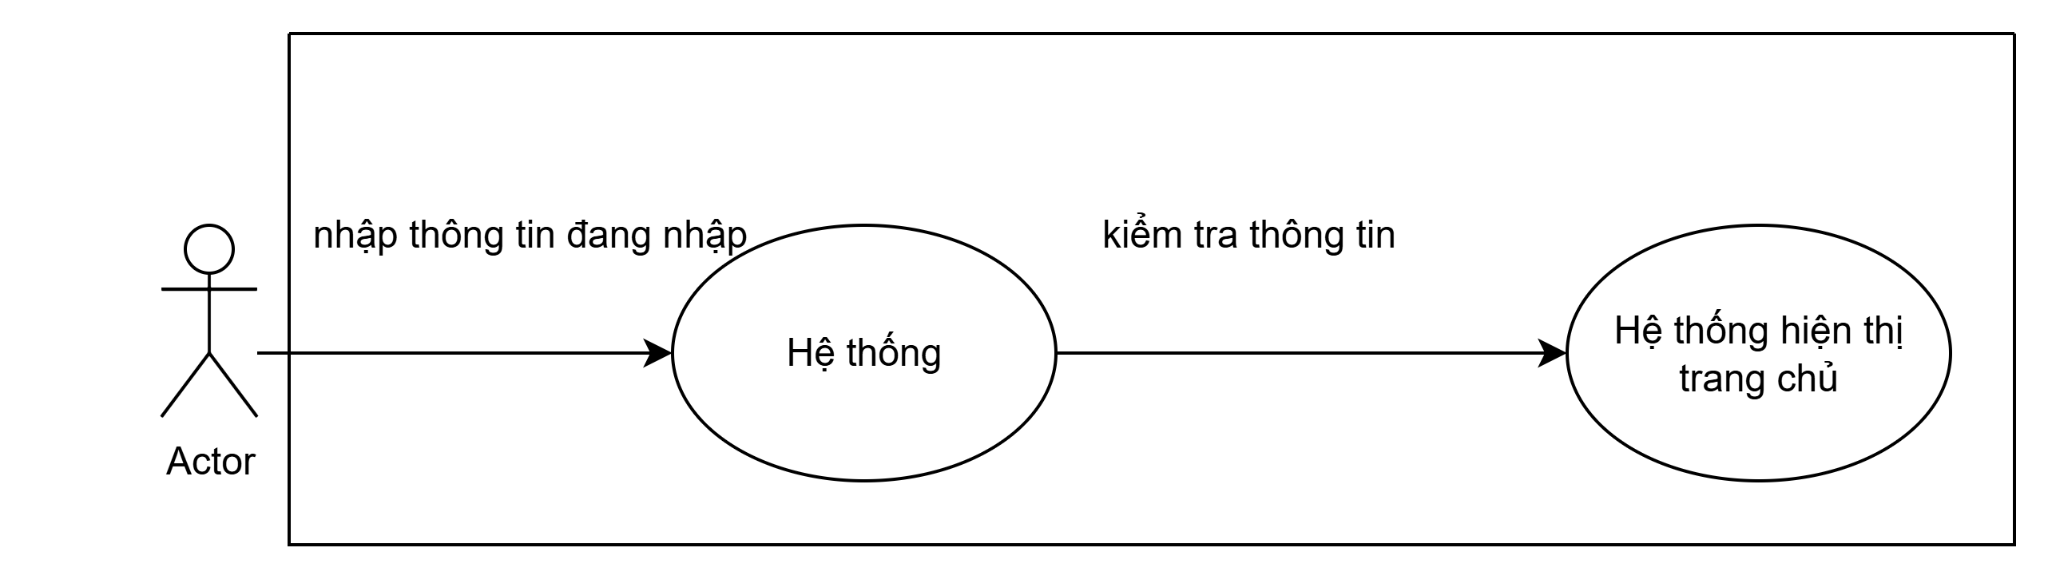 nhập thông tin đang nhập
kiểm tra thông tin
Hệ thống
Hệ thống hiện thị
trang chủ
Actor